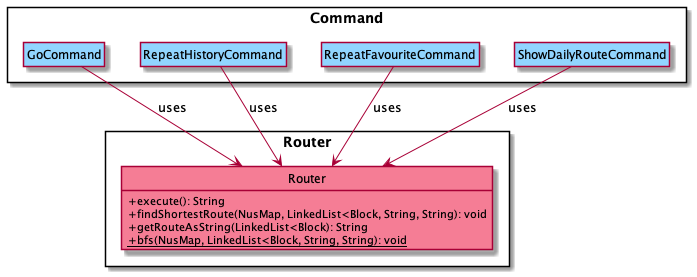 Command
GoCommand RepeatHistoryCommand RepeatFavouriteCommand ShowDailyRouteCommand
uses uses uses uses
Router
Router
+execute(): String
+findShortestRoute(NusMap, LinkedList<Block, String, String): void
+getRouteAsString(LinkedList<Block): String
+bfs(NusMap, LinkedList<Block, String, String): void